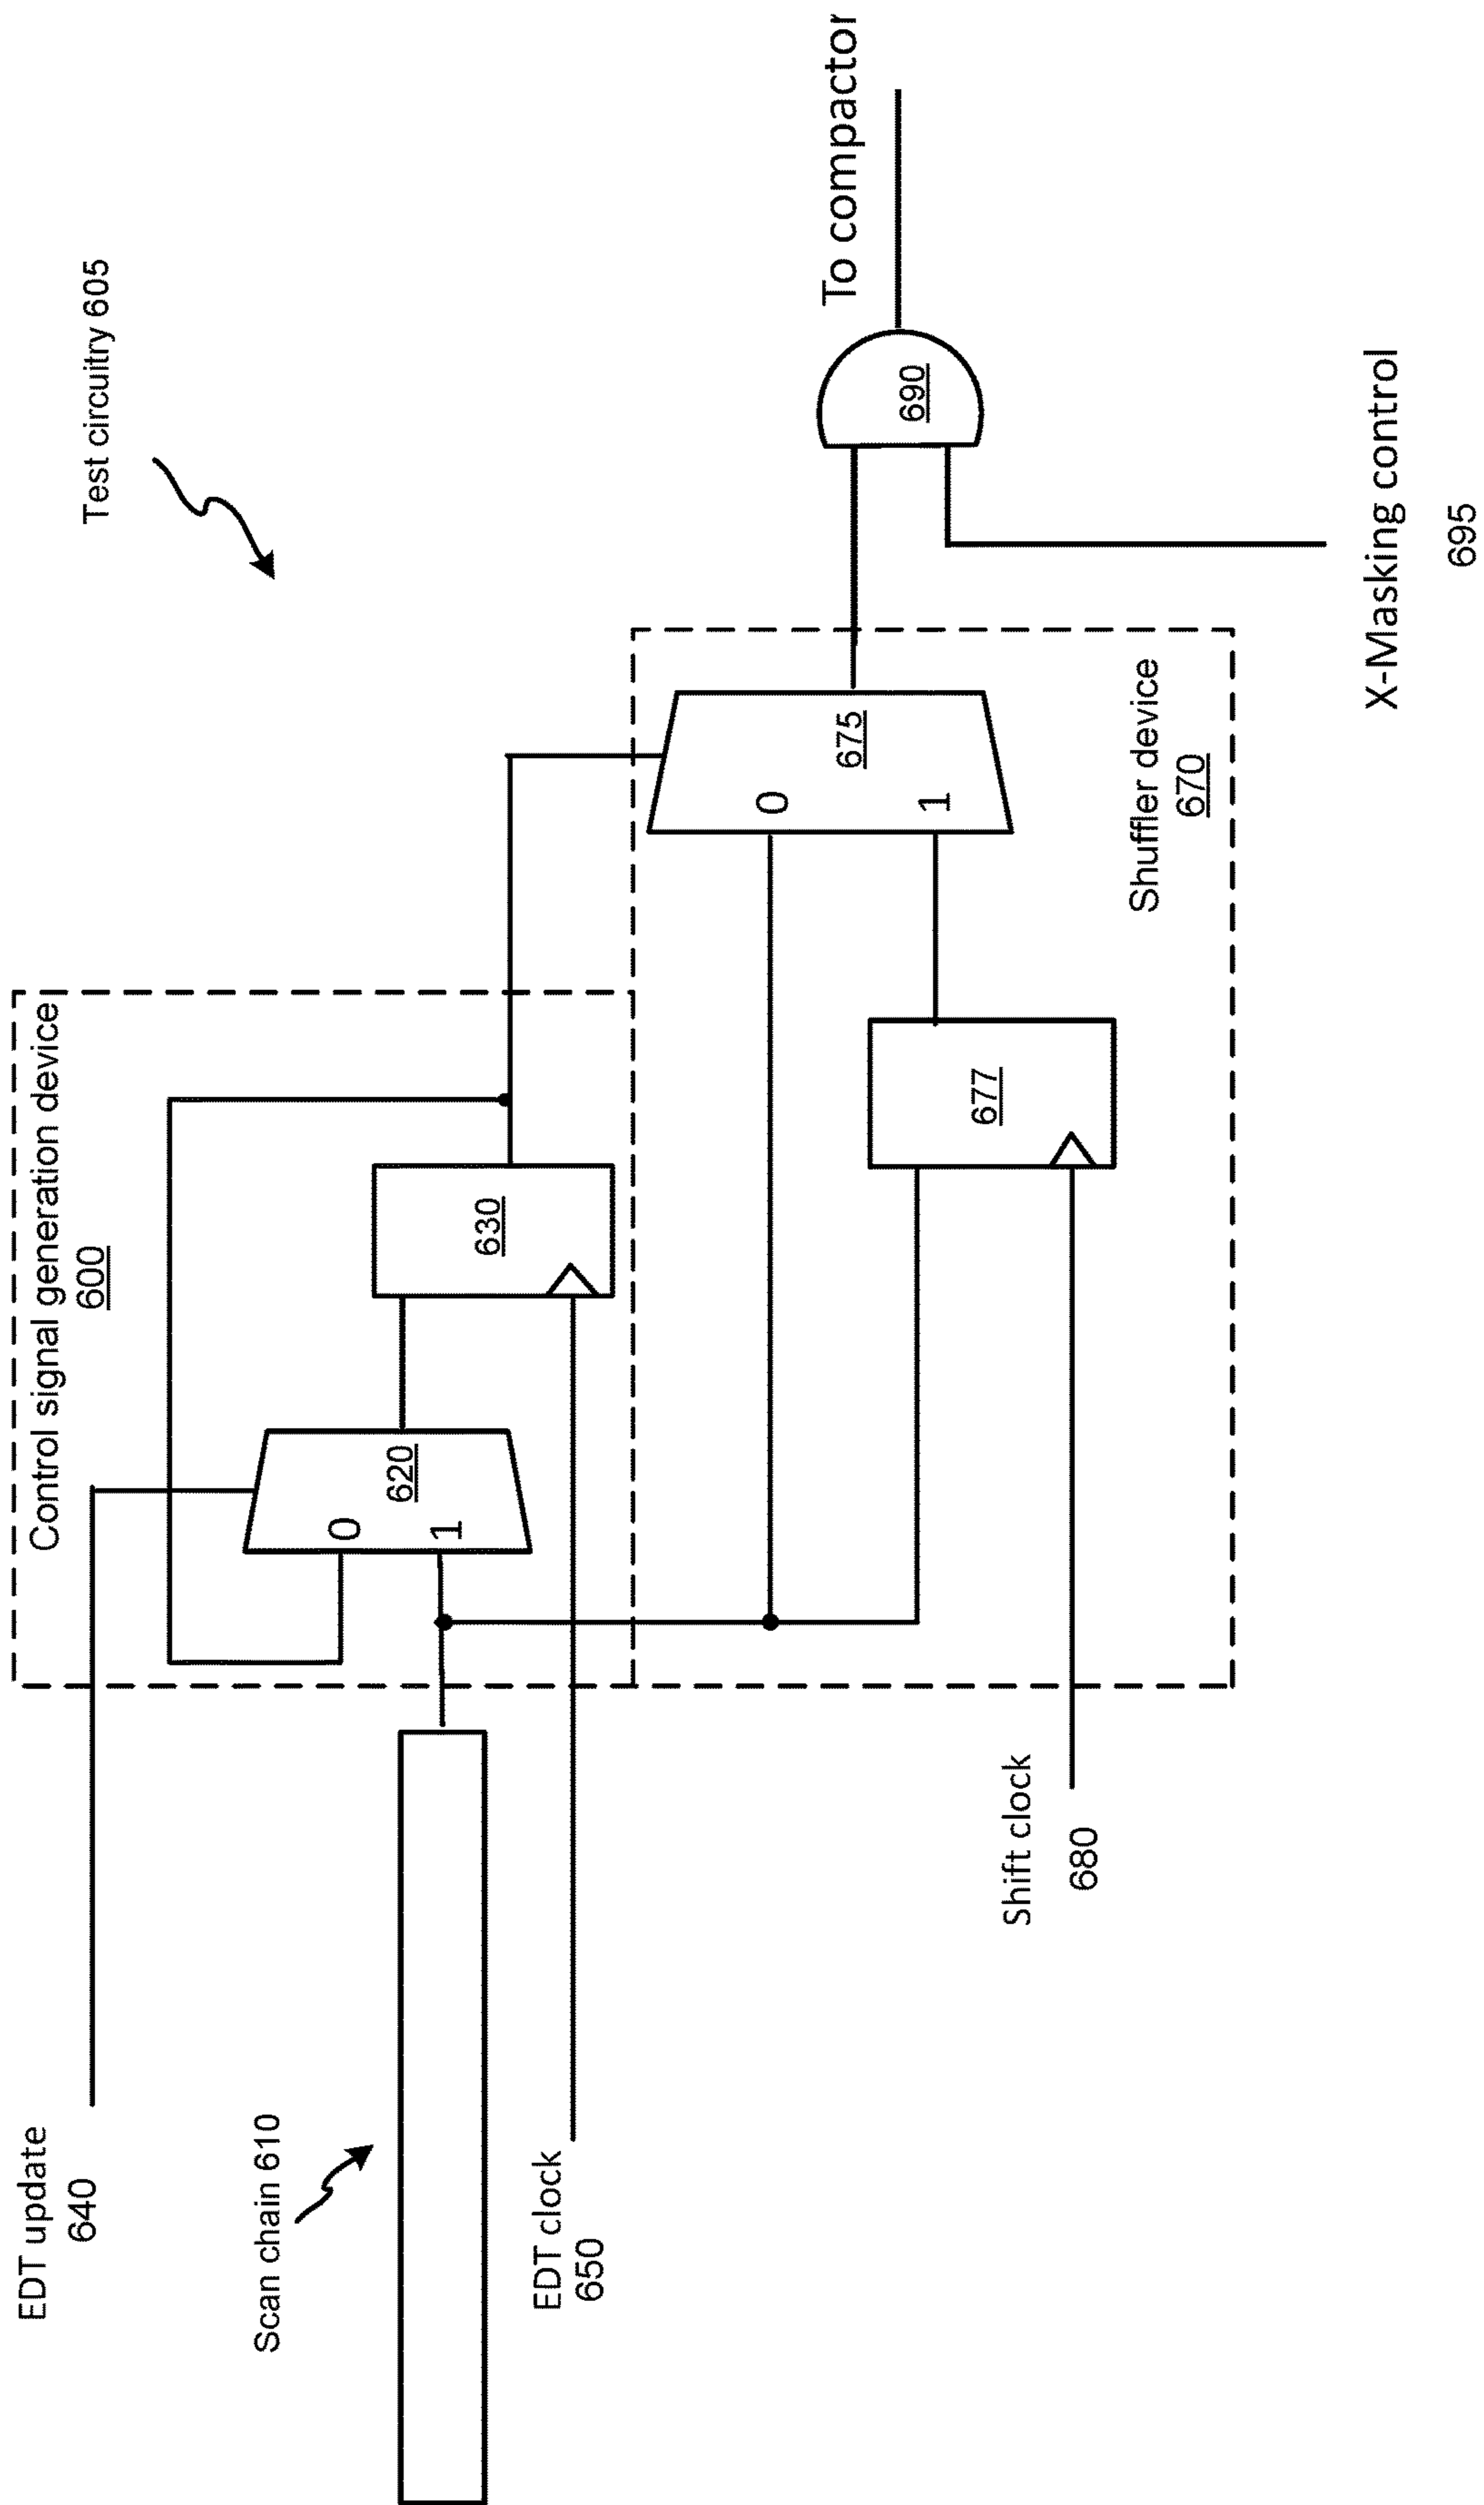 Test circuitry 605
Control signal generation device
600
EDT update
640
0
1
620
630
Scan chain 610
EDT clock
650
To compactor
690
0
1
675
677
Shuffler device
670
Shift clock
680
X-Masking control
695